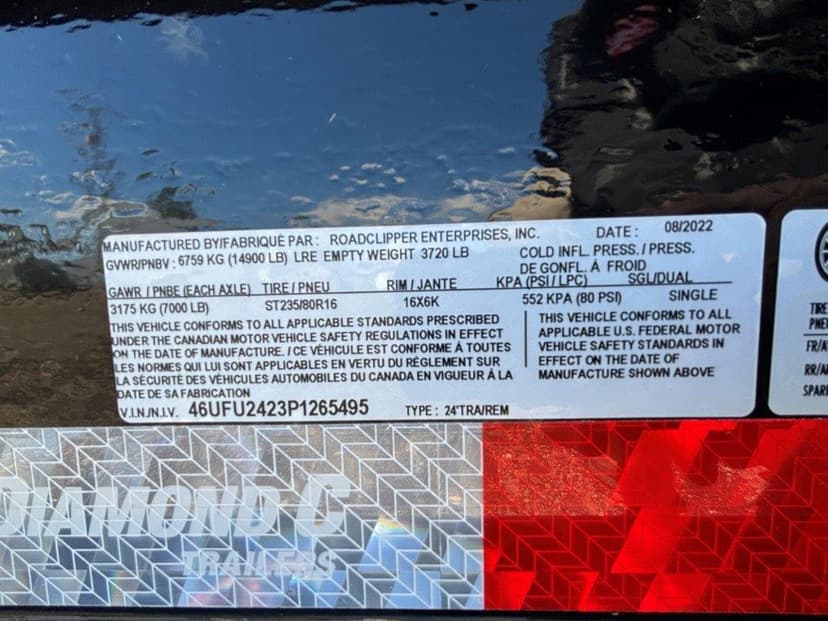 MANUFACTURED BY/FABRIQUÉ PAR : ROADCLIPPER ENTERPRISES, INC. DATE : 08/2022
GVWR/PNBV : 6759 KG (14900 LB) LRE EMPTY WEIGHT 3720 LB COLD INFL. PRESS. / PRESS.
DE GONFL. À FROID
GAWR / PNBE (EACH AXLE) TIRE / PNEU RIM / JANTE KPA (PSI / LPC) SGL/DUAL
3175 KG (7000 LB) ST235/80R16 16X6K 552 KPA (80 PSI) SINGLE
THIS VEHICLE CONFORMS TO ALL APPLICABLE STANDARDS PRESCRIBED
UNDER THE CANADIAN MOTOR VEHICLE SAFETY REGULATIONS IN EFFECT
ON THE DATE OF MANUFACTURE. / CE VÉHICULE EST CONFORME À TOUTES
LES NORMES QUI LUI SONT APPLICABLES EN VERTU DU RÈGLEMENT SUR
LA SÉCURITÉ DES VÉHICULES AUTOMOBILES DU CANADA EN VIGUEUR À LA
DATE DE SA FABRICATION
THIS VEHICLE CONFORMS TO ALL
APPLICABLE U.S. FEDERAL MOTOR
VEHICLE SAFETY STANDARDS IN
EFFECT ON THE DATE OF
MANUFACTURE SHOWN ABOVE
V.I.N./N.I.V. 46UFU2423P1265495 TYPE : 24'TRA/REM
TIRE
PNE
FR/A
RR/A
SPAR
DIAMOND C
TRAILERS